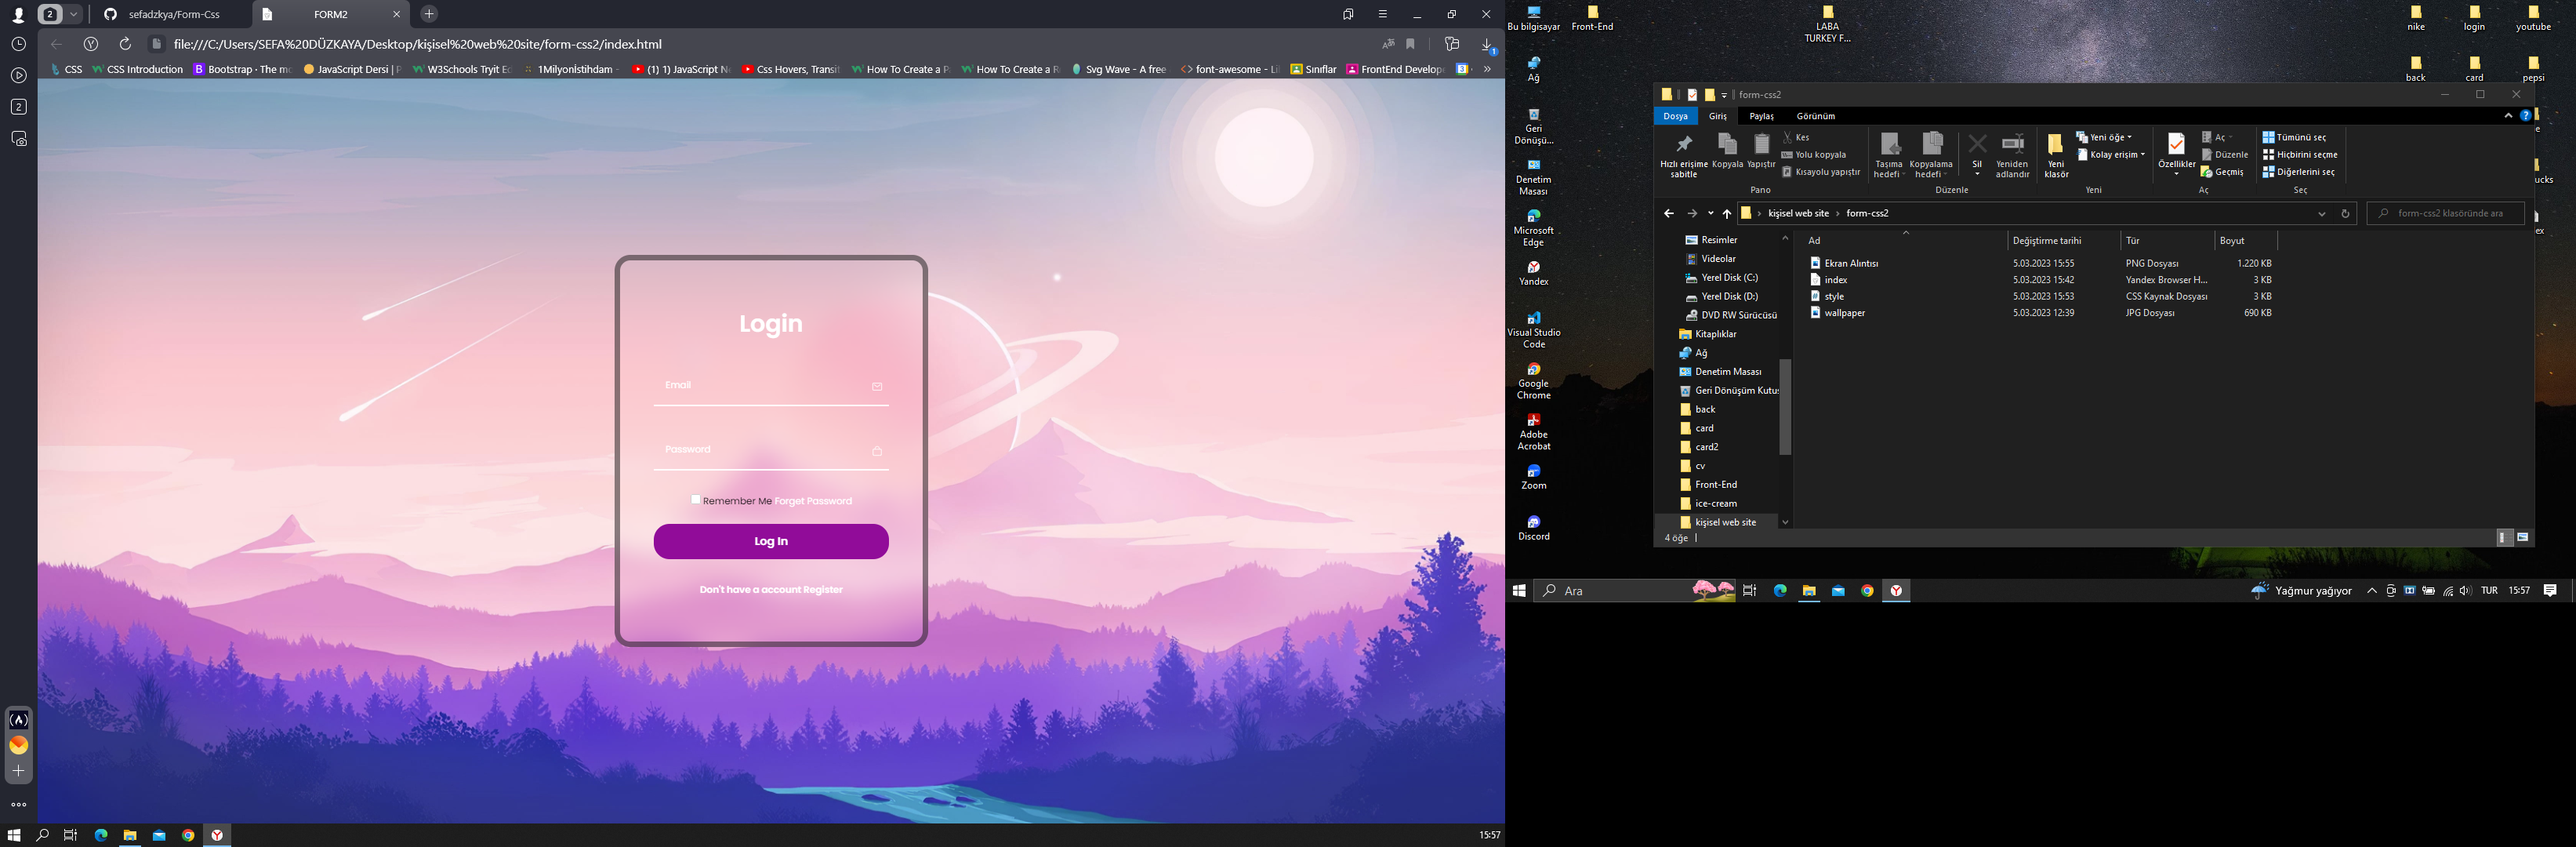 2
sefadzkya/Form-Css
FORM2
file:///C:/Users/SEFA%20DÜZKAYA/Desktop/kişisel%20web%20site/form-css2/index.html
CSS
CSS Introduction
Bootstrap · The mo
JavaScript Dersi | P
W3Schools Tryit Ed
1Milyonİstihdam -
(1) 1) JavaScript Ne
Css Hovers, Transit
How To Create a P
How To Create a R
Svg Wave - A free
font-awesome - Li
Sınıflar
FrontEnd Develope
2
Login
Email
Password
Remember Me Forget Password
Log In
Don't have a account Register
15:57
Bu bilgisayar
Front-End
LABA
TURKEY F...
nike
login
youtube
Ağ
back
card
pepsi
Geri
Dönüşü...
Denetim
Masası
Microsoft
Edge
Yandex
Visual Studio
Code
Google
Chrome
Adobe
Acrobat
Zoom
Discord
form-css2
Dosya
Giriş
Paylaş
Görünüm
Hızlı erişime
sabitle
Kopyala
Yapıştır
Kes
Yolu kopyala
Kısayolu yapıştır
Pano
Taşıma
hedefi
Kopyalama
hedefi
Sil
Yeniden
adlandır
Düzenle
Yeni
klasör
Yeni öğe
Kolay erişim
Yeni
Özellikler
Aç
Düzenle
Geçmiş
Aç
Tümünü seç
Hiçbirini seçme
Diğerlerini seç
Seç
kişisel web site
form-css2
form-css2 klasöründe ara
Resimler
Videolar
Yerel Disk (C:)
Yerel Disk (D:)
DVD RW Sürücüsü
Kitaplıklar
Ağ
Denetim Masası
Geri Dönüşüm Kutus
back
card
card2
cv
Front-End
ice-cream
kişisel web site
Ad
Değiştirme tarihi
Tür
Boyut
Ekran Alıntısı
5.03.2023 15:55
PNG Dosyası
1.220 KB
index
5.03.2023 15:42
Yandex Browser H...
3 KB
style
5.03.2023 15:53
CSS Kaynak Dosyası
3 KB
wallpaper
5.03.2023 12:39
JPG Dosyası
690 KB
4 öğe
Ara
Yağmur yağıyor
TUR
15:57